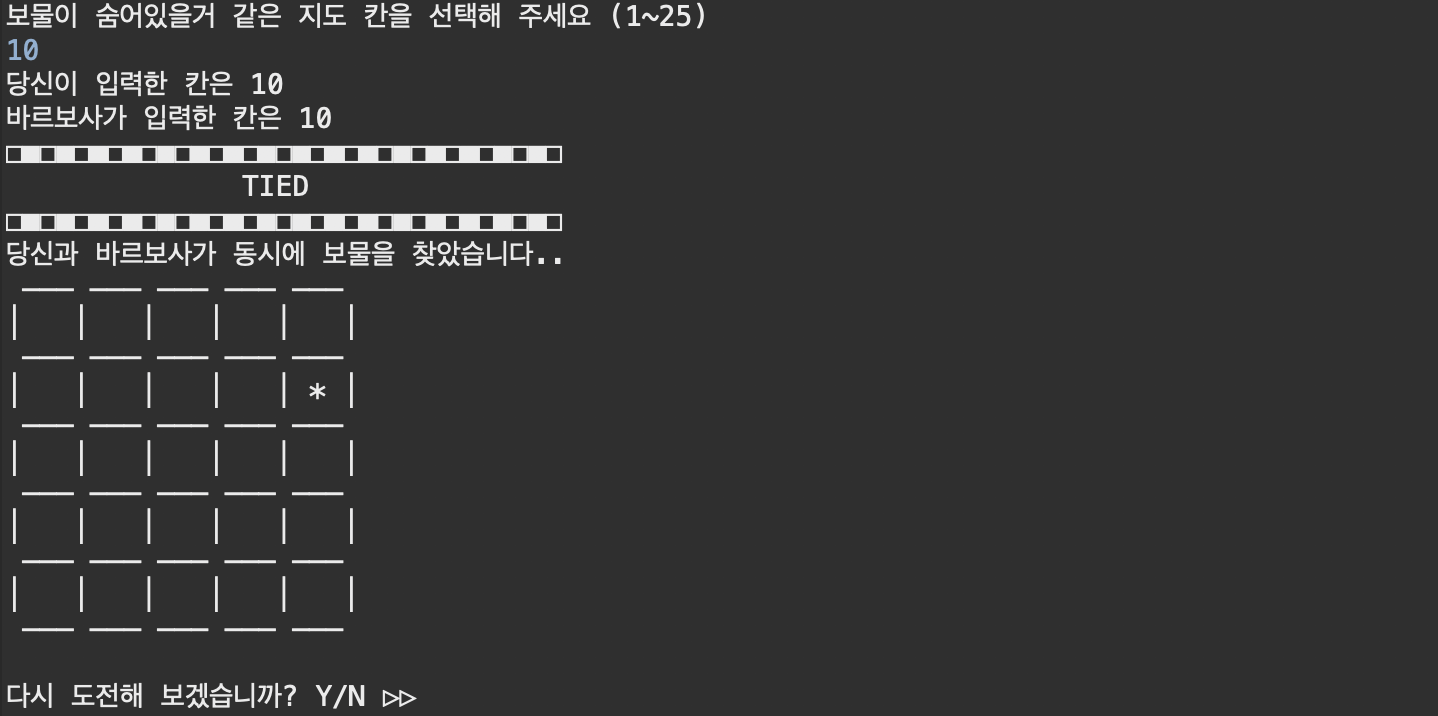 보물이 숨어있을거 같은 지도 칸을 선택해 주세요 (1~25)
10
당신이 입력한 칸은 10
바르보사가 입력한 칸은 10
TIED
당신과 바르보사가 동시에 보물을 찾았습니다..
*
다시 도전해 보겠습니까? Y/N ▷▷